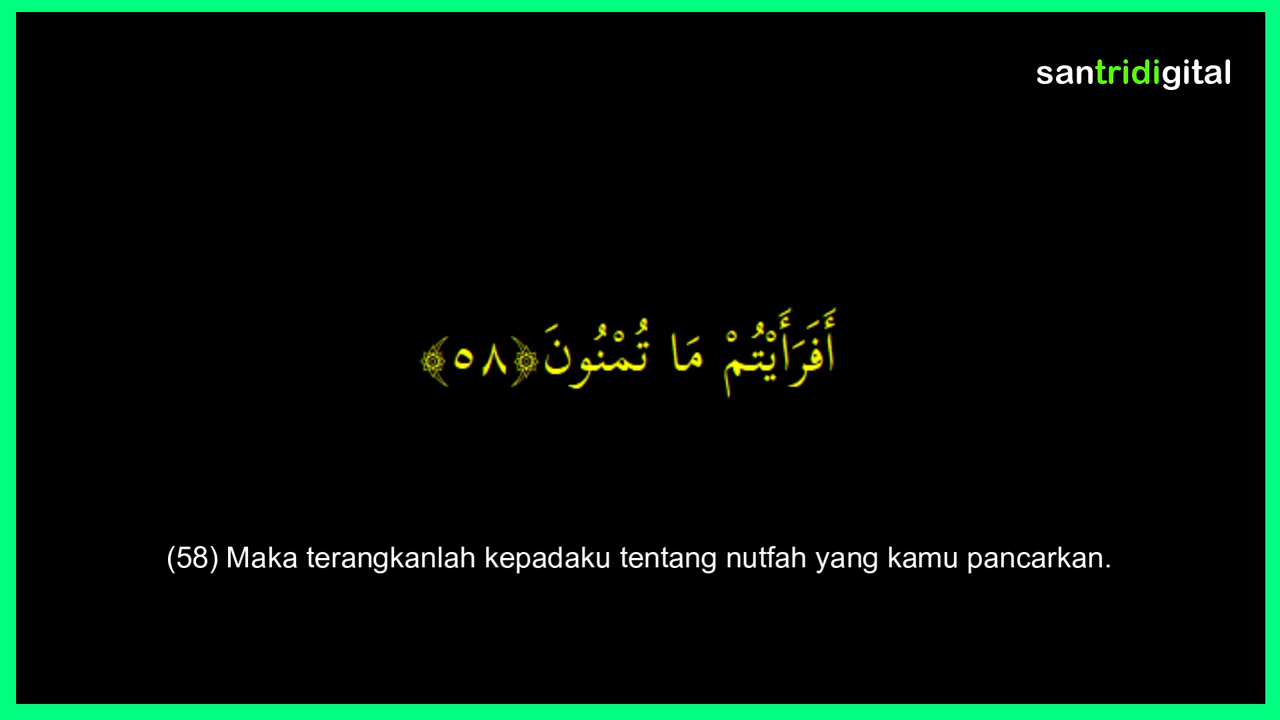 santridigital
أَفَرَأَيْتُمْ مَا تُمْنُونَ﴿٥٨﴾
(58) Maka terangkanlah kepadaku tentang nutfah yang kamu pancarkan.